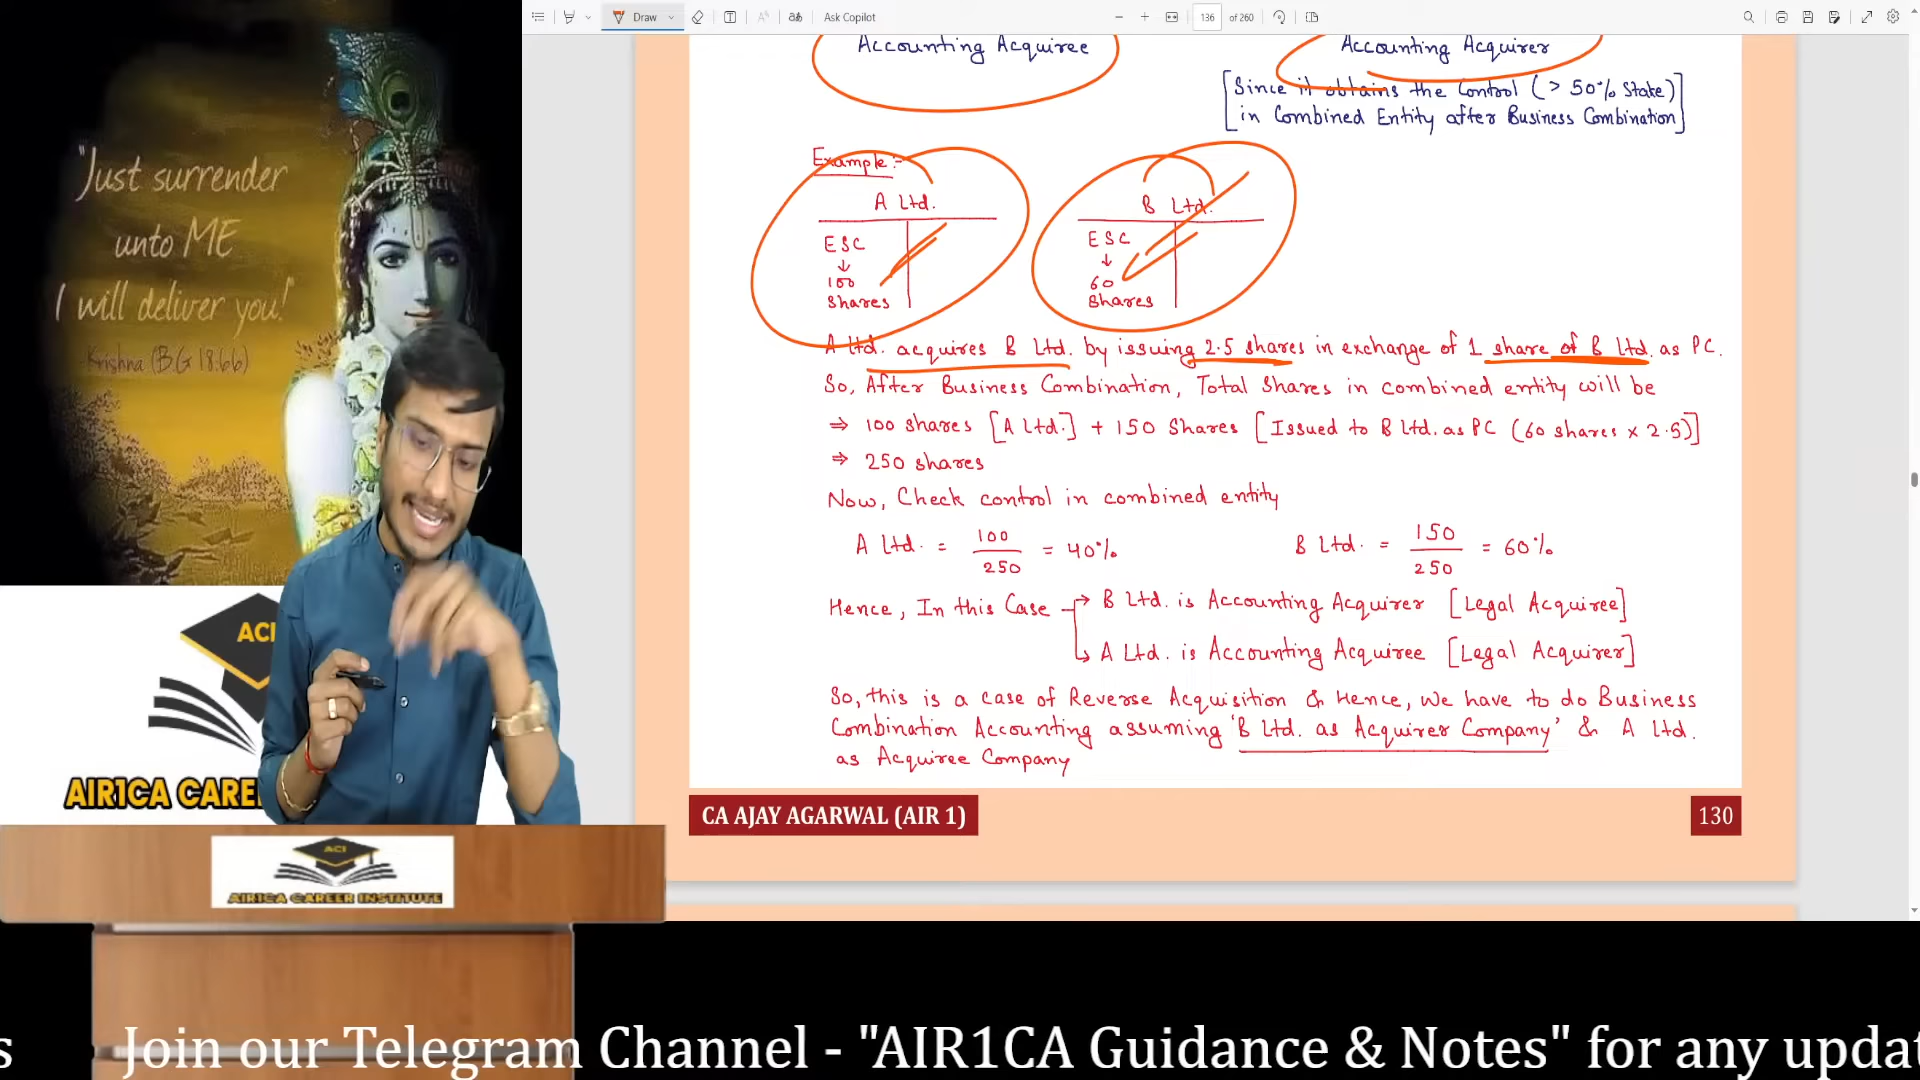 Draw
Ask Copilot
136 of 260
Accounting Acquiree
Accounting Acquirer
[Since it obtains the Control (> 50% Stake)
in Combined Entity after Business Combination]
Example:-
A Ltd.
B Ltd.
ESC
↓
100
Shares
ESC
↓
60
Shares
A Ltd. acquires B Ltd. by issuing 2.5 shares in exchange of 1 share of B Ltd. as PC.
So, After Business Combination, Total Shares in combined entity will be
⇒ 100 shares [A Ltd.] + 150 Shares [Issued to B Ltd. as PC (60 shares × 2.5)]
⇒ 250 shares
Now, Check control in combined entity
A Ltd. = 100/250 = 40%
B Ltd. = 150/250 = 60%
Hence, In this Case → B Ltd. is Accounting Acquirer [Legal Acquiree]
↳ A Ltd. is Accounting Acquiree [Legal Acquirer]
So, this is a case of Reverse Acquisition & Hence, We have to do Business
Combination Accounting assuming 'B Ltd. as Acquirer Company' & A Ltd.
as Acquiree Company
CA AJAY AGARWAL (AIR 1)
130
"Just surrender
unto ME
I will deliver you!"
Krishna (B.G 18:66)
ACI
AIR1CA CARE
ACI
AIR1CA CAREER INSTITUTE
s Join our Telegram Channel - "AIR1CA Guidance & Notes" for any updat